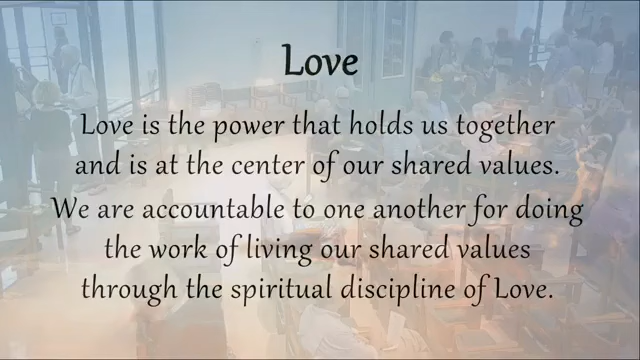 Love
Love is the power that holds us together
and is at the center of our shared values.
We are accountable to one another for doing
the work of living our shared values
through the spiritual discipline of Love.